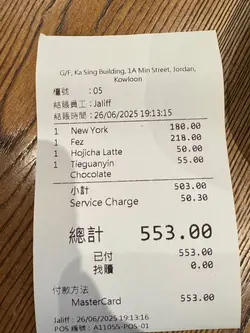 G/F, Ka Sing Building, 1A Min Street, Jordan,
Kowloon
檯號 :05
結賬員工:Jaliff
結賬時間:26/06/2025 19:13:15
1 New York 180.00
1 Fez 218.00
1 Hojicha Latte 50.00
1 Tieguanyin 55.00
Chocolate
小計 503.00
Service Charge 50.30
總計 553.00
已付 553.00
找贖 0.00
付款方法
MasterCard 553.00
Jaliff: 26/06/2025 19:13:16
POS 編號: A11055-POS-01